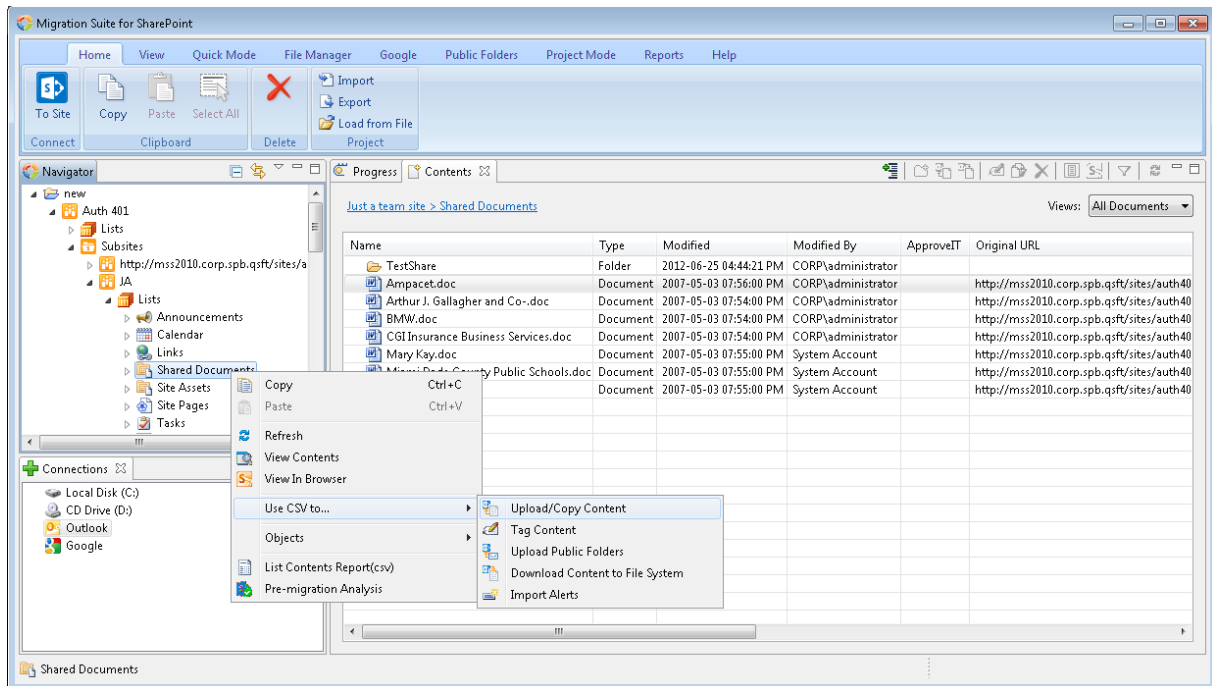 Migration Suite for SharePoint
Home View Quick Mode File Manager Google Public Folders Project Mode Reports Help
To Site Copy Paste Select All Import
Export
Load from File
Connect Clipboard Delete Project
Navigator
new
Auth 401
Lists
Subsites
http://mss2010.corp.spb.qsft/sites/a
JA
Lists
Announcements
Calendar
Links
Shared Documents
Site Assets
Site Pages
Tasks
Connections
Local Disk (C:)
CD Drive (D:)
Outlook
Google
Progress Contents
Just a team site > Shared Documents
Views: All Documents
Name Type Modified Modified By ApproveIT Original URL
TestShare Folder 2012-06-25 04:44:21 PM CORP\administrator
Ampacet.doc Document 2007-05-03 07:56:00 PM CORP\administrator http://mss2010.corp.spb.qsft/sites/auth40
Arthur J. Gallagher and Co-.doc Document 2007-05-03 07:54:00 PM CORP\administrator http://mss2010.corp.spb.qsft/sites/auth40
BMW.doc Document 2007-05-03 07:54:00 PM CORP\administrator http://mss2010.corp.spb.qsft/sites/auth40
CGI Insurance Business Services.doc Document 2007-05-03 07:54:00 PM CORP\administrator http://mss2010.corp.spb.qsft/sites/auth40
Mary Kay.doc Document 2007-05-03 07:55:00 PM System Account http://mss2010.corp.spb.qsft/sites/auth40
Public Schools.doc Document 2007-05-03 07:55:00 PM System Account http://mss2010.corp.spb.qsft/sites/auth40
Document 2007-05-03 07:55:00 PM System Account http://mss2010.corp.spb.qsft/sites/auth40
Copy Ctrl+C
Paste Ctrl+V
Refresh
View Contents
View In Browser
Use CSV to...
Objects
List Contents Report(csv)
Pre-migration Analysis
Upload/Copy Content
Tag Content
Upload Public Folders
Download Content to File System
Import Alerts
Shared Documents